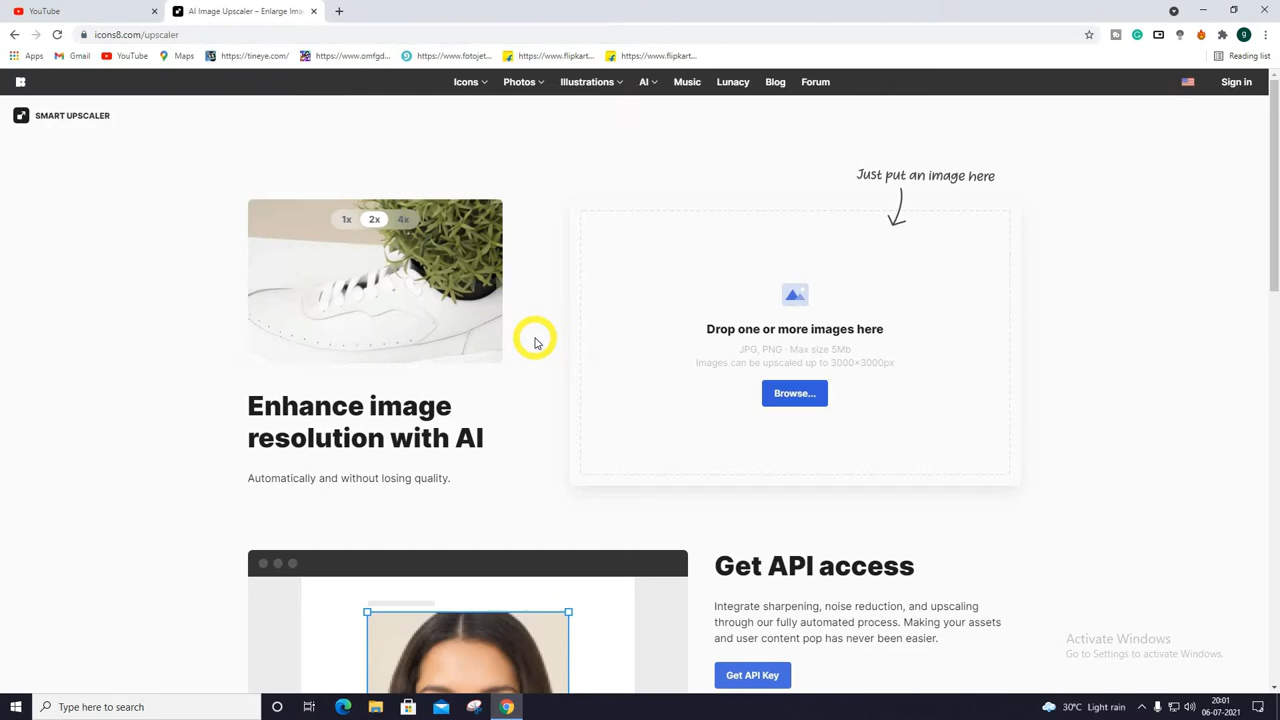 YouTube
AI Image Upscaler – Enlarge Im
icons8.com/upscaler
Apps
Gmail
YouTube
Maps
https://tineye.com/
https://www.omfgd...
https://www.fotojet...
https://www.flipkart...
https://www.flipkart...
Reading list
Icons
Photos
Illustrations
AI
Music
Lunacy
Blog
Forum
Sign in
SMART UPSCALER
Just put an image here
1x 2x 4x
Drop one or more images here
JPG, PNG · Max size 5Mb
Images can be upscaled up to 3000×3000px
Browse...
Enhance image
resolution with AI
Automatically and without losing quality.
Get API access
Integrate sharpening, noise reduction, and upscaling
through our fully automated process. Making your assets
and user content pop has never been easier.
Get API Key
Activate Windows
Go to Settings to activate Windows.
Type here to search
30°C Light rain
20:01
06-07-2021